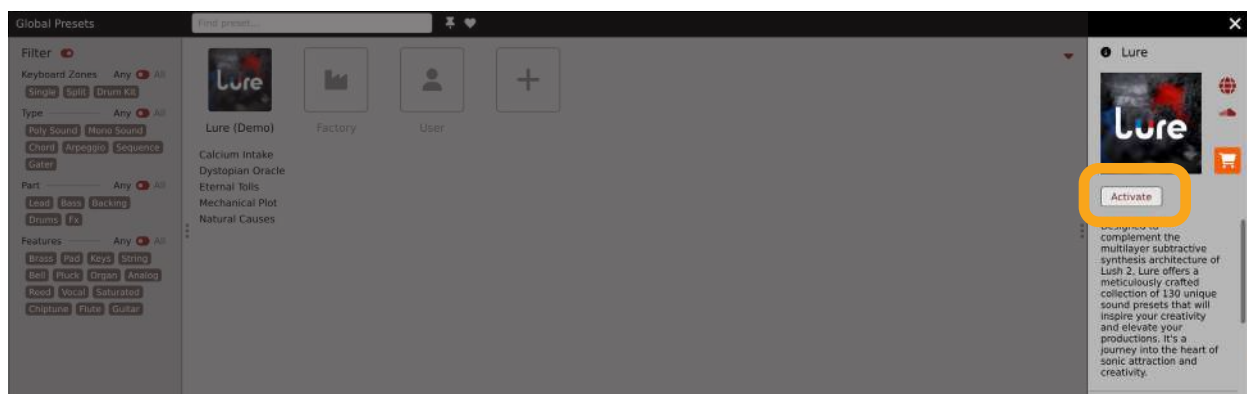 Global Presets
Find preset...
Filter
Keyboard Zones Any All
Single Split Drum Kit
Type Any All
Poly Sound Mono Sound
Chord Arpeggio Sequence
Gater
Part Any All
Lead Bass Backing
Drums Fx
Features Any All
Brass Pad Keys String
Bell Pluck Organ Analog
Reed Vocal Saturated
Chiptune Flute Guitar
Lure
Lure (Demo)
Factory
User
Calcium Intake
Dystopian Oracle
Eternal Tolls
Mechanical Plot
Natural Causes
Lure
Lure
Activate
Designed to
complement the
multilayer subtractive
synthesis architecture of
Lush 2, Lure offers a
meticulously crafted
collection of 130 unique
sound presets that will
inspire your creativity
and elevate your
productions. It's a
journey into the heart of
sonic attraction and
creativity.